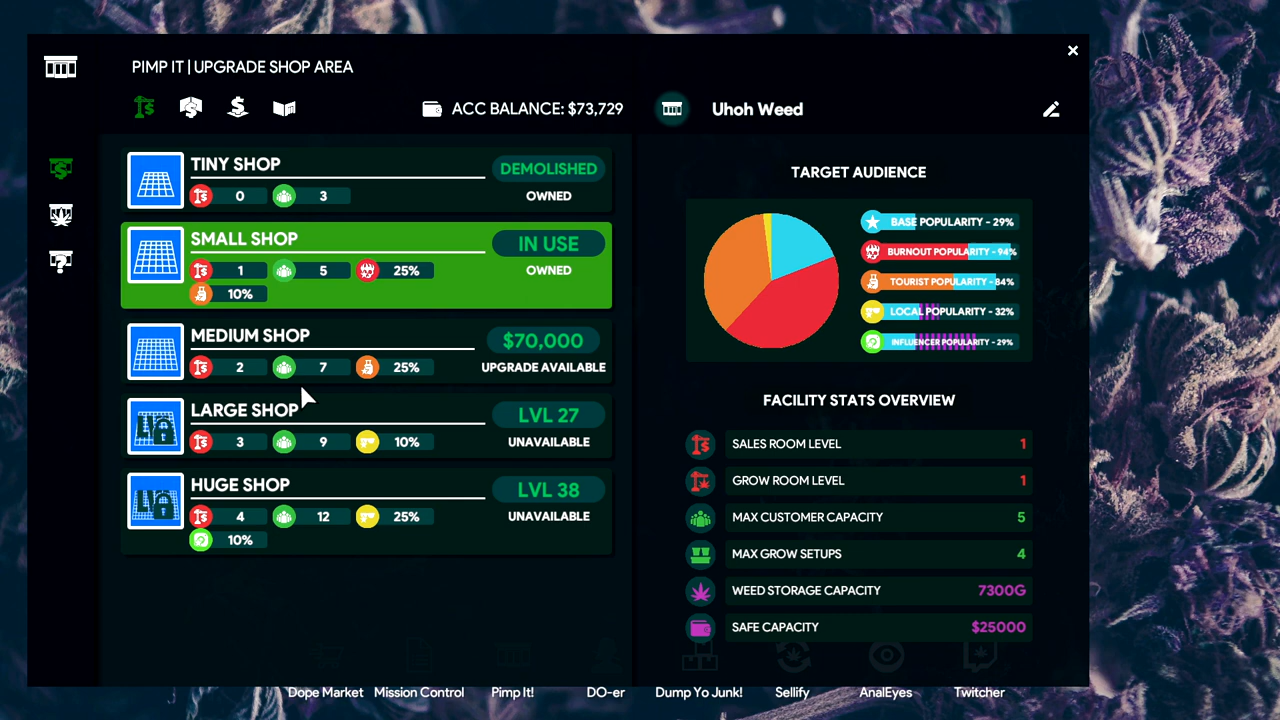 PIMP IT | UPGRADE SHOP AREA
ACC BALANCE: $73,729
Uhoh Weed
TINY SHOP
DEMOLISHED
0
3
OWNED
SMALL SHOP
IN USE
1
5
25%
OWNED
10%
MEDIUM SHOP
$70,000
2
7
25%
UPGRADE AVAILABLE
LARGE SHOP
LVL 27
3
9
10%
UNAVAILABLE
HUGE SHOP
LVL 38
4
12
25%
UNAVAILABLE
10%
TARGET AUDIENCE
BASE POPULARITY - 29%
BURNOUT POPULARITY - 94%
TOURIST POPULARITY - 84%
LOCAL POPULARITY - 32%
INFLUENCER POPULARITY - 29%
FACILITY STATS OVERVIEW
SALES ROOM LEVEL 1
GROW ROOM LEVEL 1
MAX CUSTOMER CAPACITY 5
MAX GROW SETUPS 4
WEED STORAGE CAPACITY 7300G
SAFE CAPACITY $25000
Dope Market Mission Control Pimp It! DO-er Dump Yo Junk! Sellify AnalEyes Twitcher